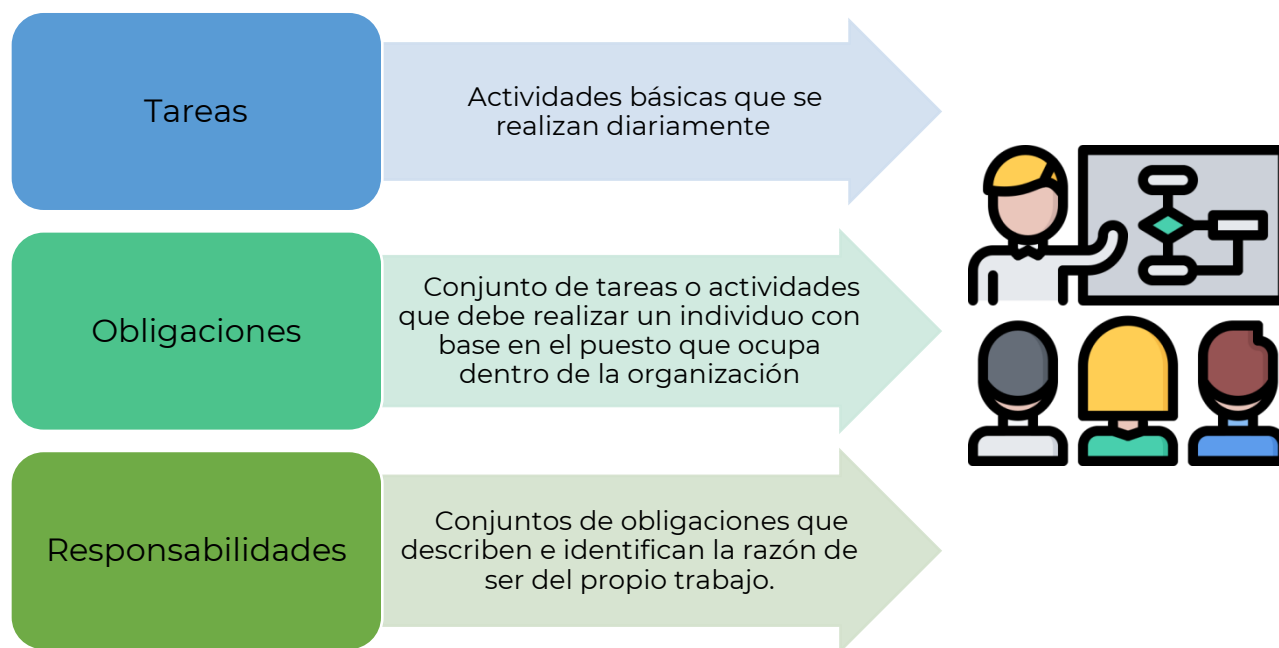 Tareas
Actividades básicas que se
realizan diariamente
Obligaciones
Conjunto de tareas o actividades
que debe realizar un individuo con
base en el puesto que ocupa
dentro de la organización
Responsabilidades
Conjuntos de obligaciones que
describen e identifican la razón de
ser del propio trabajo.